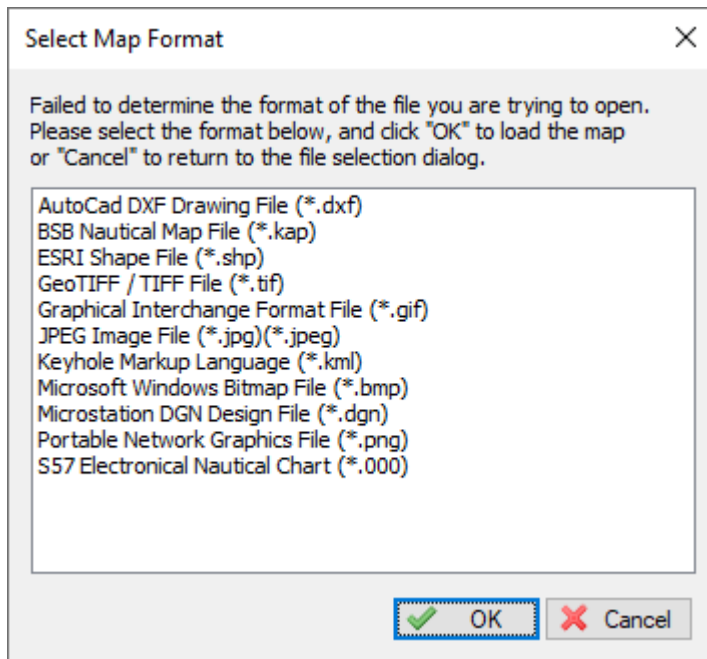 Select Map Format
Failed to determine the format of the file you are trying to open.
Please select the format below, and click "OK" to load the map
or "Cancel" to return to the file selection dialog.
AutoCad DXF Drawing File (*.dxf)
BSB Nautical Map File (*.kap)
ESRI Shape File (*.shp)
GeoTIFF / TIFF File (*.tif)
Graphical Interchange Format File (*.gif)
JPEG Image File (*.jpg)(*.jpeg)
Keyhole Markup Language (*.kml)
Microsoft Windows Bitmap File (*.bmp)
Microstation DGN Design File (*.dgn)
Portable Network Graphics File (*.png)
S57 Electronical Nautical Chart (*.000)
OK Cancel